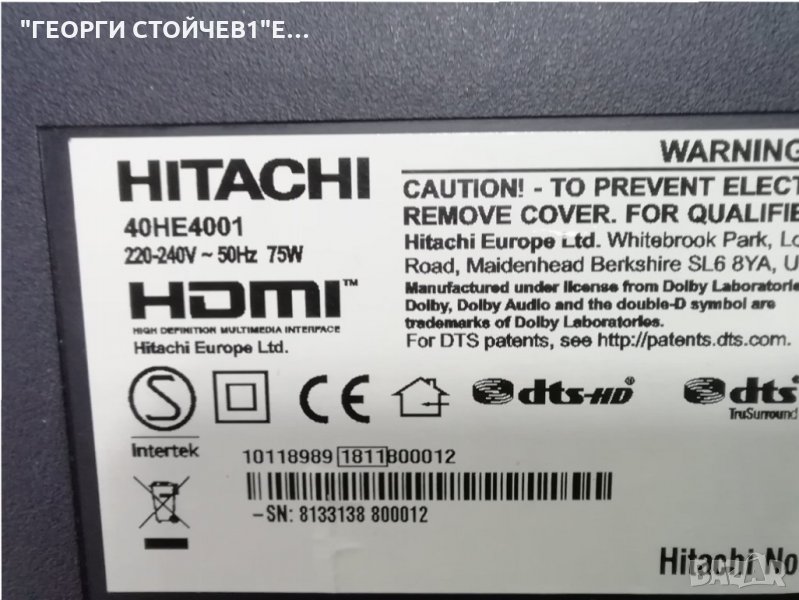 "ГЕОРГИ СТОЙЧЕВ1"Е...
HITACHI
40HE4001
220-240V ~ 50Hz 75W
HDMI™
HIGH DEFINITION MULTIMEDIA INTERFACE
Hitachi Europe Ltd.
WARNING
CAUTION! - TO PREVENT ELECT
REMOVE COVER. FOR QUALIFIE
Hitachi Europe Ltd. Whitebrook Park, Lo
Road, Maidenhead Berkshire SL6 8YA, U
Manufactured under license from Dolby Laboratorie
Dolby, Dolby Audio and the double-D symbol are
trademarks of Dolby Laboratories.
For DTS patents, see http://patents.dts.com.
S
Intertek
CE
dts-HD®
dts
TruSurround
10118989 1811 800012
-SN: 8133138 800012
Hitachi No
BAZAR